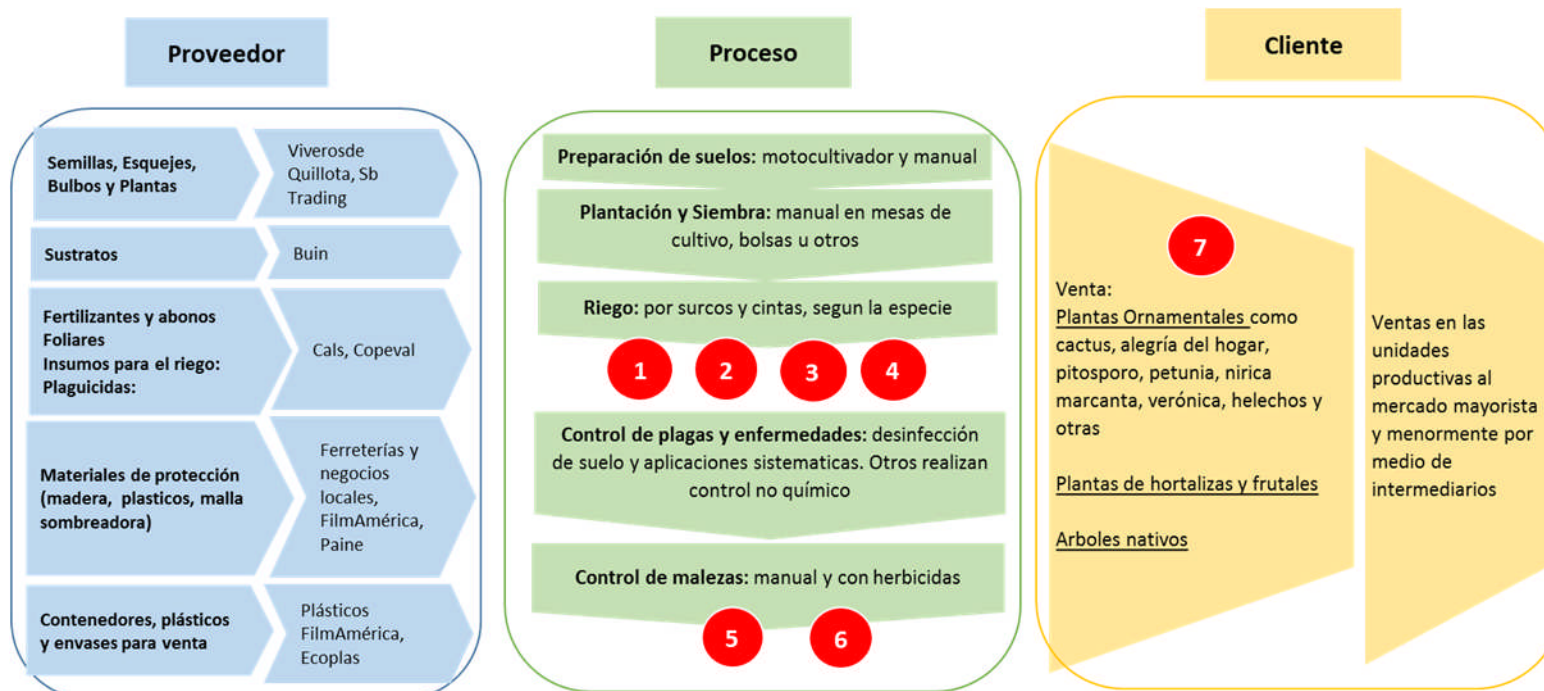 Proveedor
Semillas, Esquejes,
Bulbos y Plantas
Viverosde
Quillota, Sb
Trading
Sustratos
Buin
Fertilizantes y abonos
Foliares
Insumos para el riego:
Plaguicidas:
Cals, Copeval
Materiales de protección
(madera, plasticos, malla
sombreadora)
Ferreterías y
negocios
locales,
FilmAmérica,
Paine
Contenedores, plásticos
y envases para venta
Plásticos
FilmAmérica,
Ecoplas
Proceso
Preparación de suelos: motocultivador y manual
Plantación y Siembra: manual en mesas de
cultivo, bolsas u otros
Riego: por surcos y cintas, segun la especie
1 2 3 4
Control de plagas y enfermedades: desinfección
de suelo y aplicaciones sistematicas. Otros realizan
control no químico
Control de malezas: manual y con herbicidas
5 6
Cliente
7
Venta:
Plantas Ornamentales como
cactus, alegría del hogar,
pitosporo, petunia, nirica
marcanta, verónica, helechos y
otras
Plantas de hortalizas y frutales
Arboles nativos
Ventas en las
unidades
productivas al
mercado mayorista
y menormente por
medio de
intermediarios